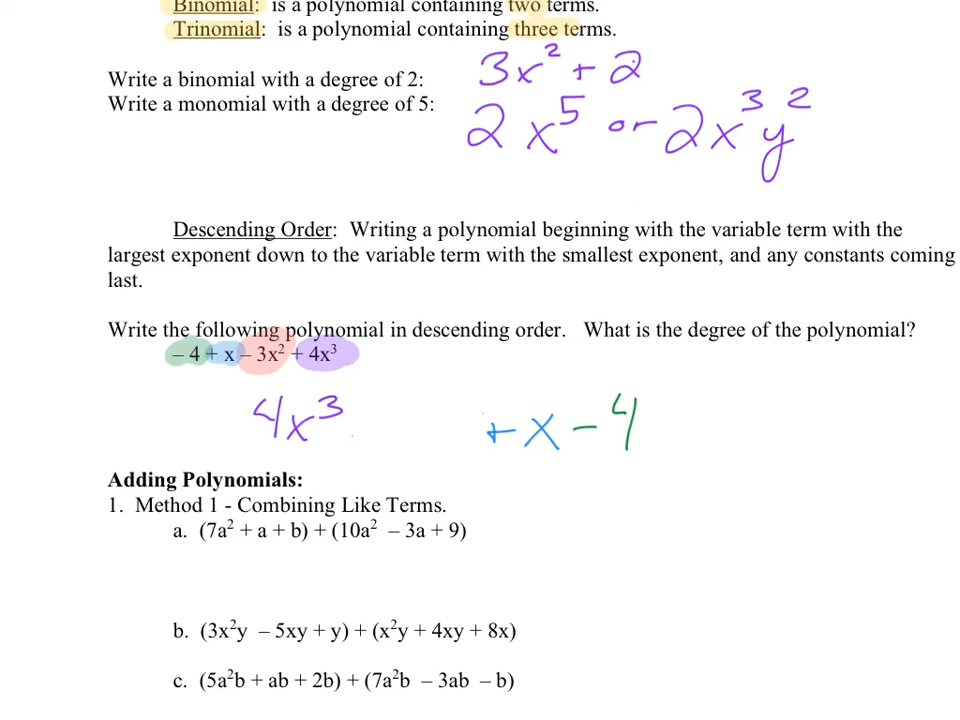 Binomial: is a polynomial containing two terms.
Trinomial: is a polynomial containing three terms.
Write a binomial with a degree of 2: 3x² + 2
Write a monomial with a degree of 5: 2x⁵ or 2x³y²
Descending Order: Writing a polynomial beginning with the variable term with the
largest exponent down to the variable term with the smallest exponent, and any constants coming
last.
Write the following polynomial in descending order. What is the degree of the polynomial?
– 4 + x – 3x² + 4x³
4x³ + x – 4
Adding Polynomials:
1. Method 1 - Combining Like Terms.
a. (7a² + a + b) + (10a² – 3a + 9)
b. (3x²y – 5xy + y) + (x²y + 4xy + 8x)
c. (5a²b + ab + 2b) + (7a²b – 3ab – b)